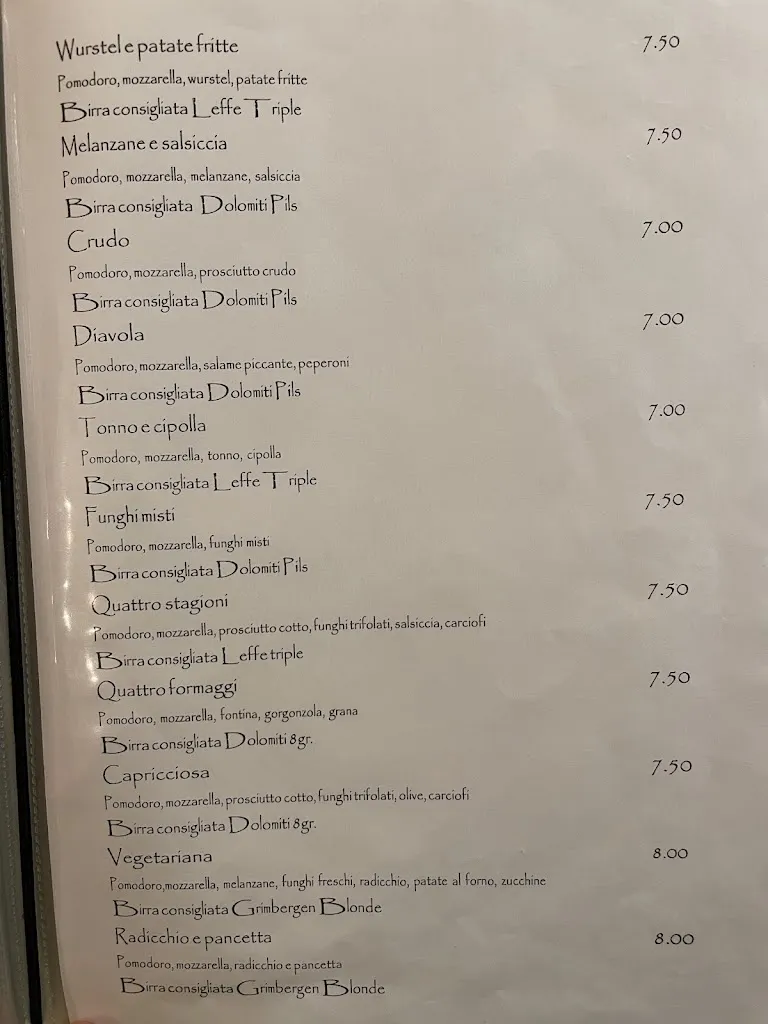 Wurstel e patate fritte 7.50
Pomodoro, mozzarella, wurstel, patate fritte
Birra consigliata Leffe Triple
Melanzane e salsiccia 7.50
Pomodoro, mozzarella, melanzane, salsiccia
Birra consigliata Dolomiti Pils
Crudo 7.00
Pomodoro, mozzarella, prosciutto crudo
Birra consigliata Dolomiti Pils
Diavola 7.00
Pomodoro, mozzarella, salame piccante, peperoni
Birra consigliata Dolomiti Pils
Tonno e cipolla 7.00
Pomodoro, mozzarella, tonno, cipolla
Birra consigliata Leffe Triple
Funghi misti 7.50
Pomodoro, mozzarella, funghi misti
Birra consigliata Dolomiti Pils
Quattro stagioni 7.50
Pomodoro, mozzarella, prosciutto cotto, funghi trifolati, salsiccia, carciofi
Birra consigliata Leffe triple
Quattro formaggi 7.50
Pomodoro, mozzarella, fontina, gorgonzola, grana
Birra consigliata Dolomiti 8gr.
Capricciosa 7.50
Pomodoro, mozzarella, prosciutto cotto, funghi trifolati, olive, carciofi
Birra consigliata Dolomiti 8gr.
Vegetariana 8.00
Pomodoro,mozzarella, melanzane, funghi freschi, radicchio, patate al forno, zucchine
Birra consigliata Grimbergen Blonde
Radicchio e pancetta 8.00
Pomodoro, mozzarella, radicchio e pancetta
Birra consigliata Grimbergen Blonde